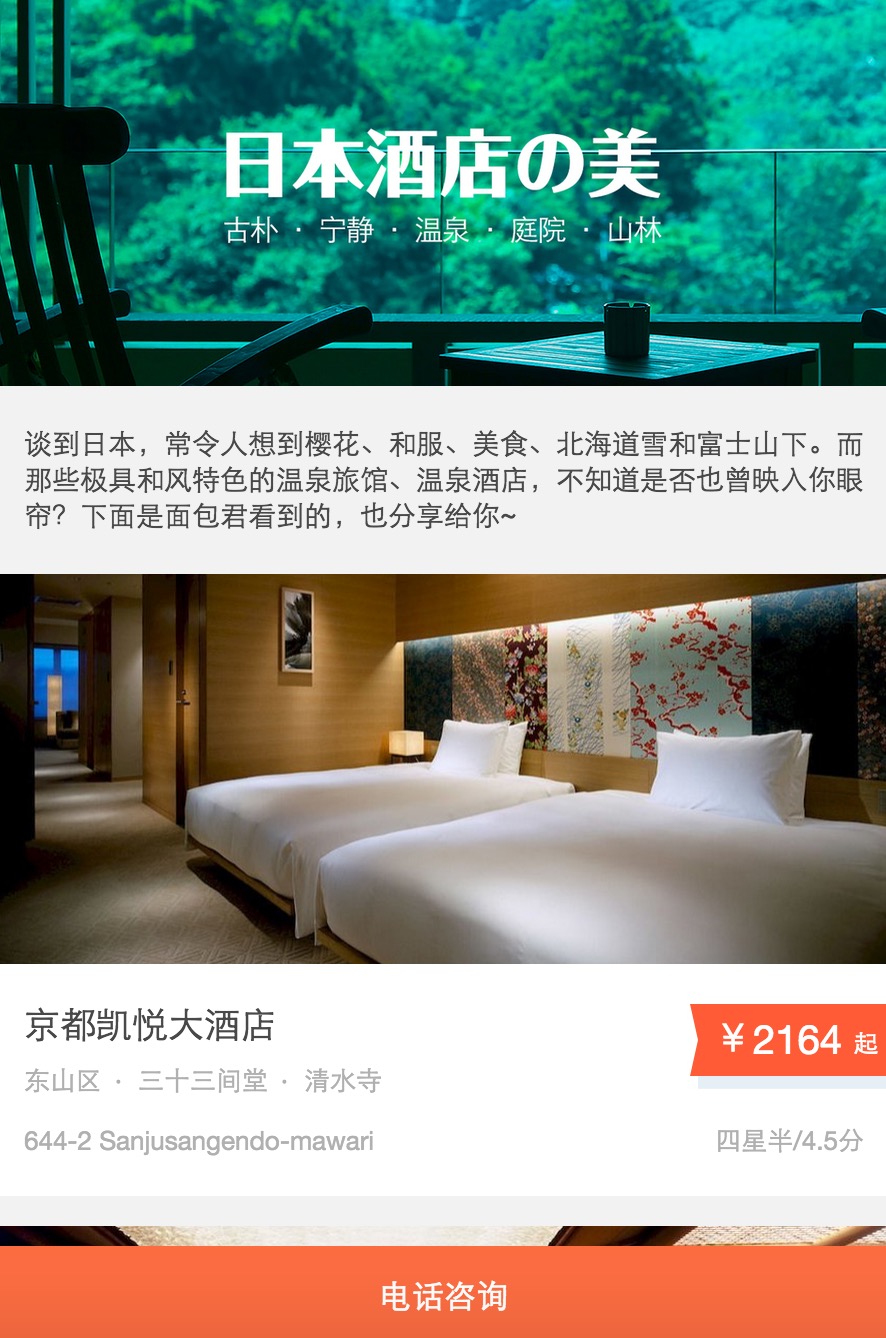 日本酒店の美
古朴 · 宁静 · 温泉 · 庭院 · 山林
谈到日本，常令人想到樱花、和服、美食、北海道雪和富士山下。而
那些极具和风特色的温泉旅馆、温泉酒店，不知道是否也曾映入你眼
帘？下面是面包君看到的，也分享给你~
京都凯悦大酒店
¥2164 起
东山区 · 三十三间堂 · 清水寺
644-2 Sanjusangendo-mawari
四星半/4.5分
电话咨询